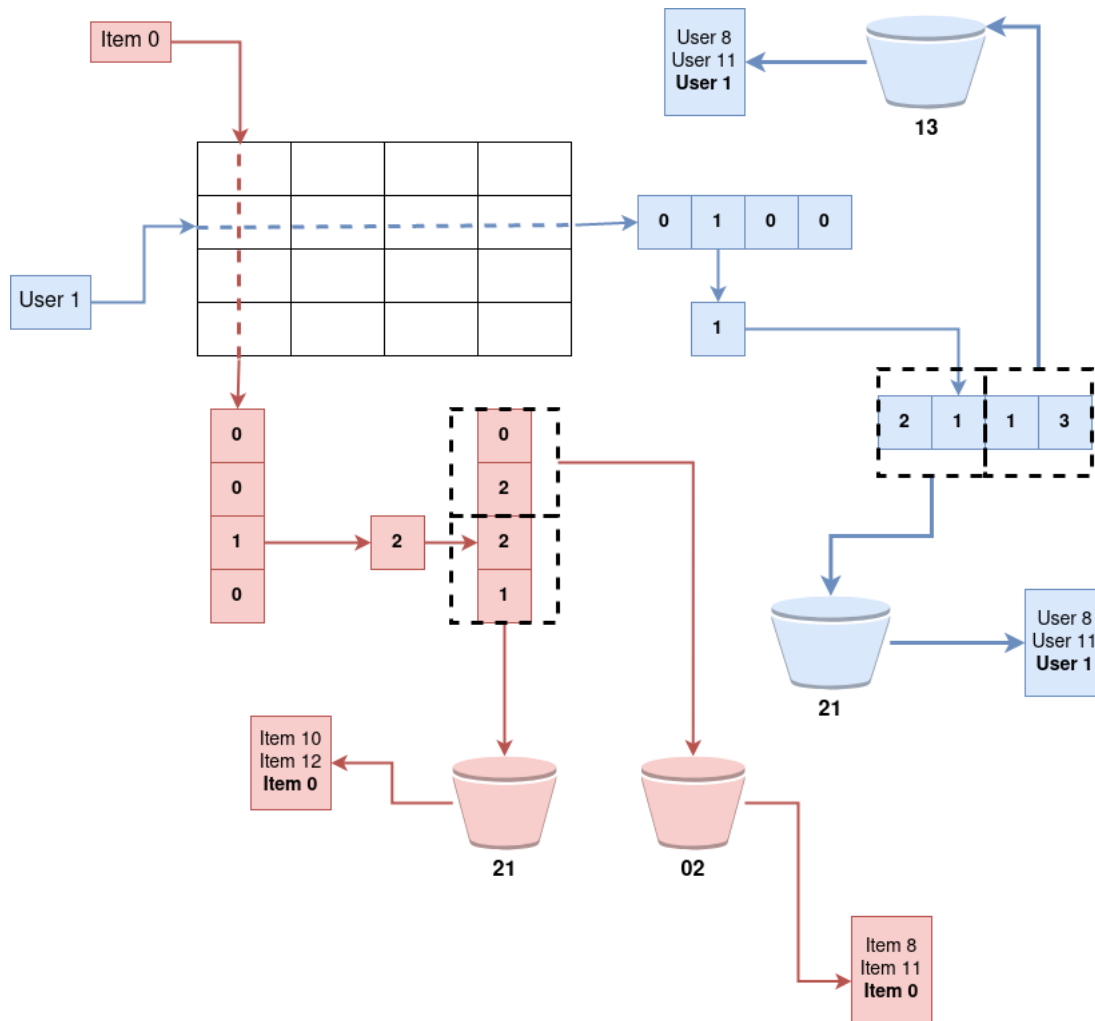 Item 0
User 8
User 11
User 1
13
0 1 0 0
User 1
1
2 1 1 3
0
0
1
0
2
0
2
2
1
User 8
User 11
User 1
21
Item 10
Item 12
Item 0
21
02
Item 8
Item 11
Item 0